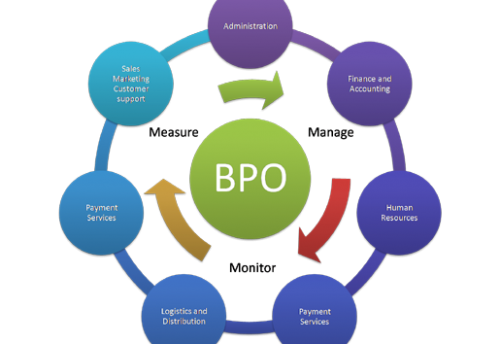 Administration
Sales
Marketing
Customer
support
Finance and
Accounting
Measure
Manage
BPO
Payment
Services
Human
Resources
Monitor
Logistics and
Distribution
Payment
Services